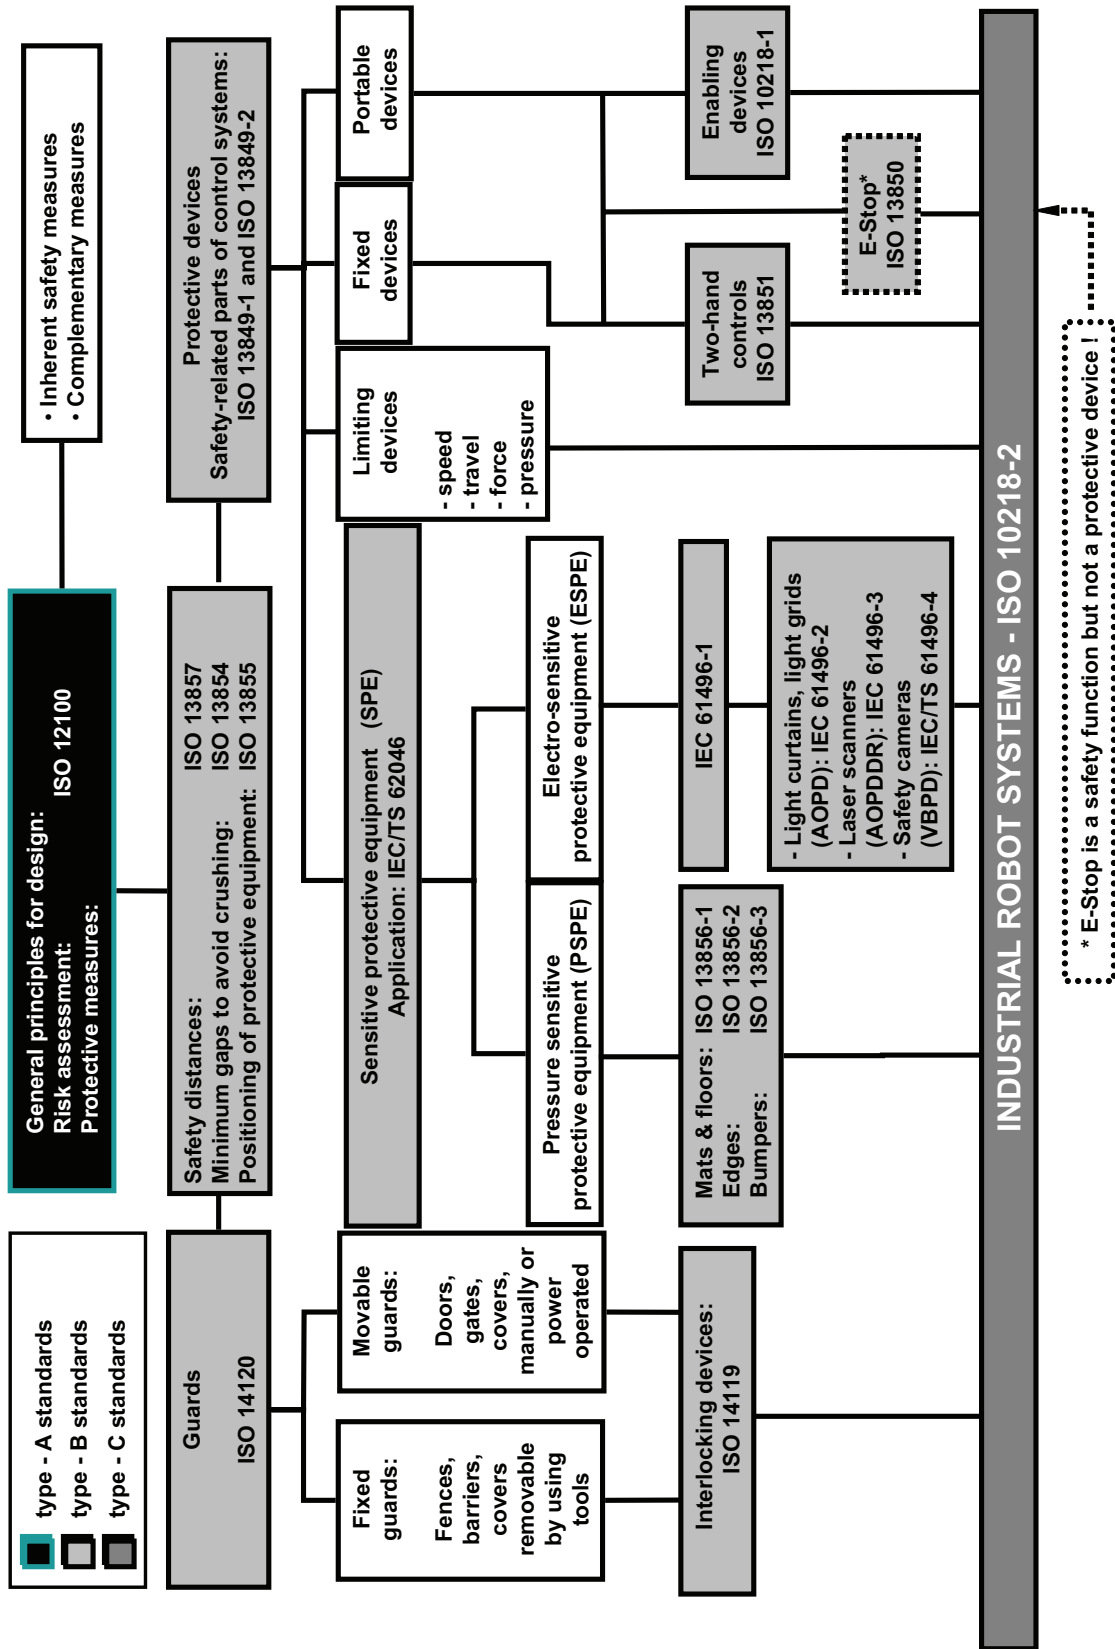 type - A standards
type - B standards
type - C standards
General principles for design:
Risk assessment: ISO 12100
Protective measures:
• Inherent safety measures
• Complementary measures
Guards
ISO 14120
Safety distances: ISO 13857
Minimum gaps to avoid crushing: ISO 13854
Positioning of protective equipment: ISO 13855
Protective devices
Safety-related parts of control systems:
ISO 13849-1 and ISO 13849-2
Fixed
guards:
Fences,
barriers,
covers
removable
by using
tools
Movable
guards:
Doors,
gates,
covers,
manually or
power
operated
Sensitive protective equipment (SPE)
Application: IEC/TS 62046
Limiting
devices
- speed
- travel
- force
- pressure
Fixed
devices
Portable
devices
Pressure sensitive
protective equipment (PSPE)
Electro-sensitive
protective equipment (ESPE)
Interlocking devices:
ISO 14119
Mats & floors: ISO 13856-1
Edges: ISO 13856-2
Bumpers: ISO 13856-3
IEC 61496-1
- Light curtains, light grids
(AOPD): IEC 61496-2
- Laser scanners
(AOPDDR): IEC 61496-3
- Safety cameras
(VBPD): IEC/TS 61496-4
Two-hand
controls
ISO 13851
Enabling
devices
ISO 10218-1
E-Stop*
ISO 13850
INDUSTRIAL ROBOT SYSTEMS - ISO 10218-2
* E-Stop is a safety function but not a protective device !